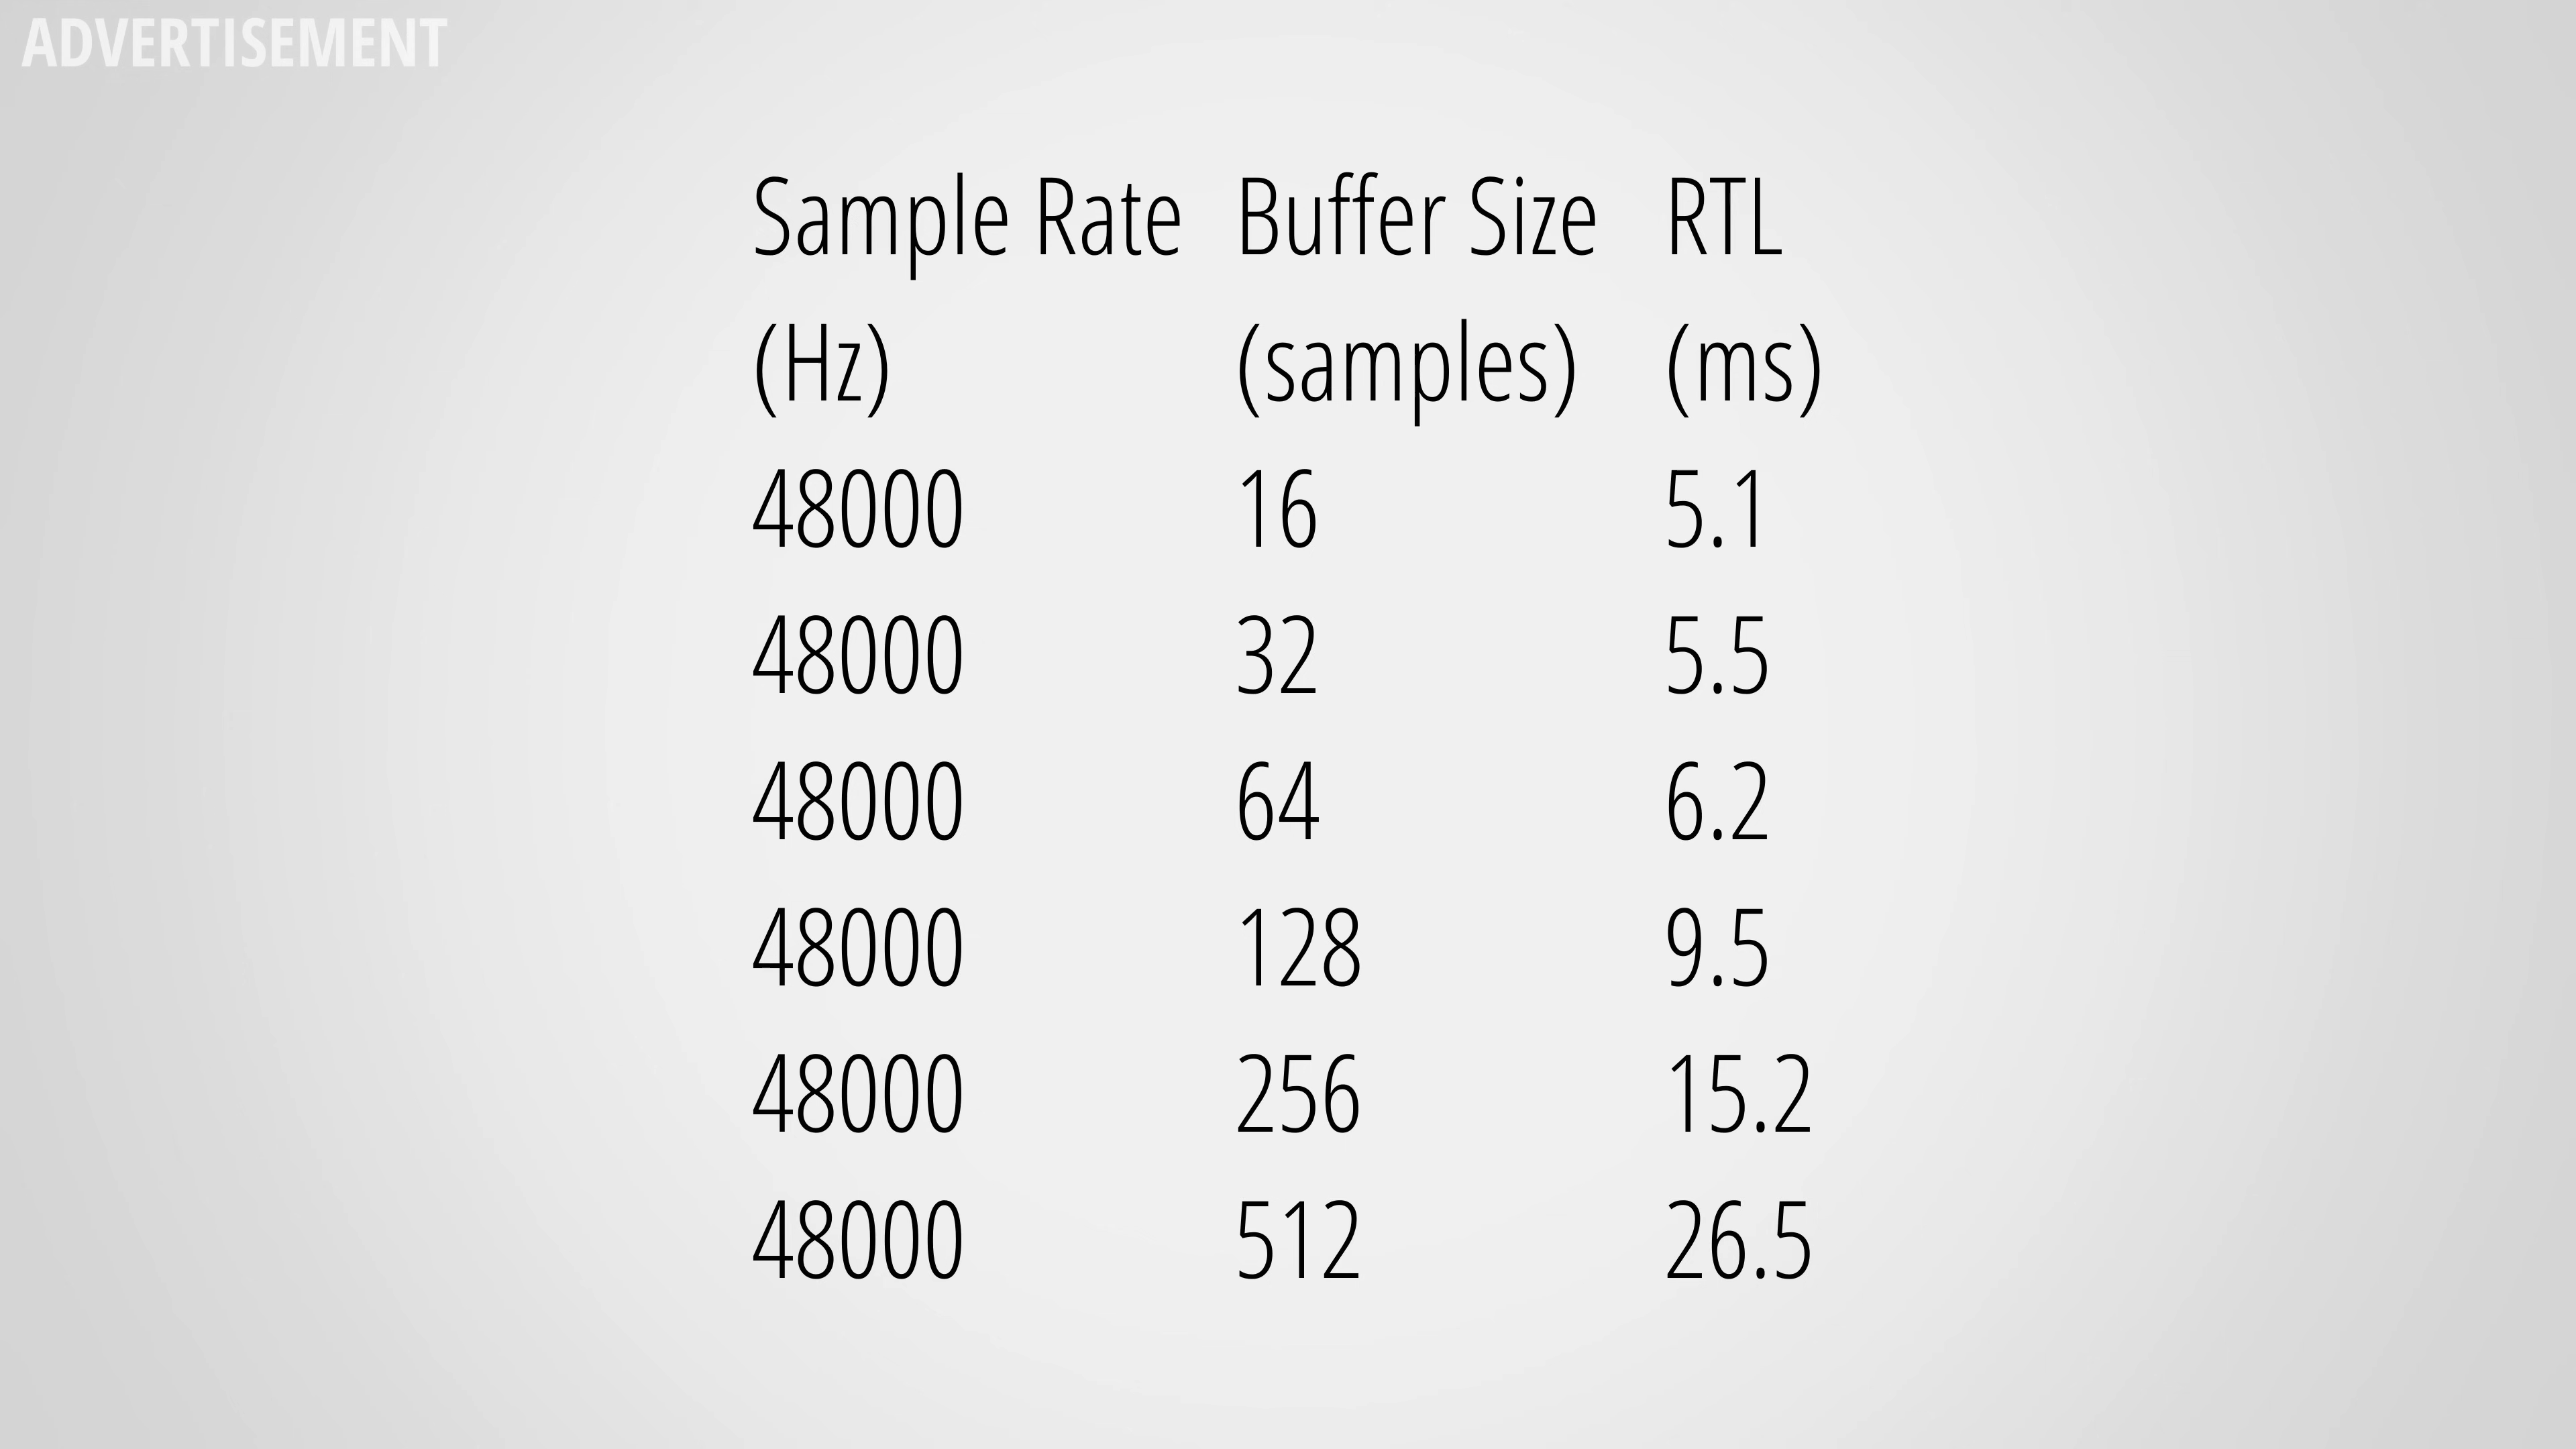 ADVERTISEMENT
Sample Rate Buffer Size RTL
(Hz) (samples) (ms)
48000 16 5.1
48000 32 5.5
48000 64 6.2
48000 128 9.5
48000 256 15.2
48000 512 26.5